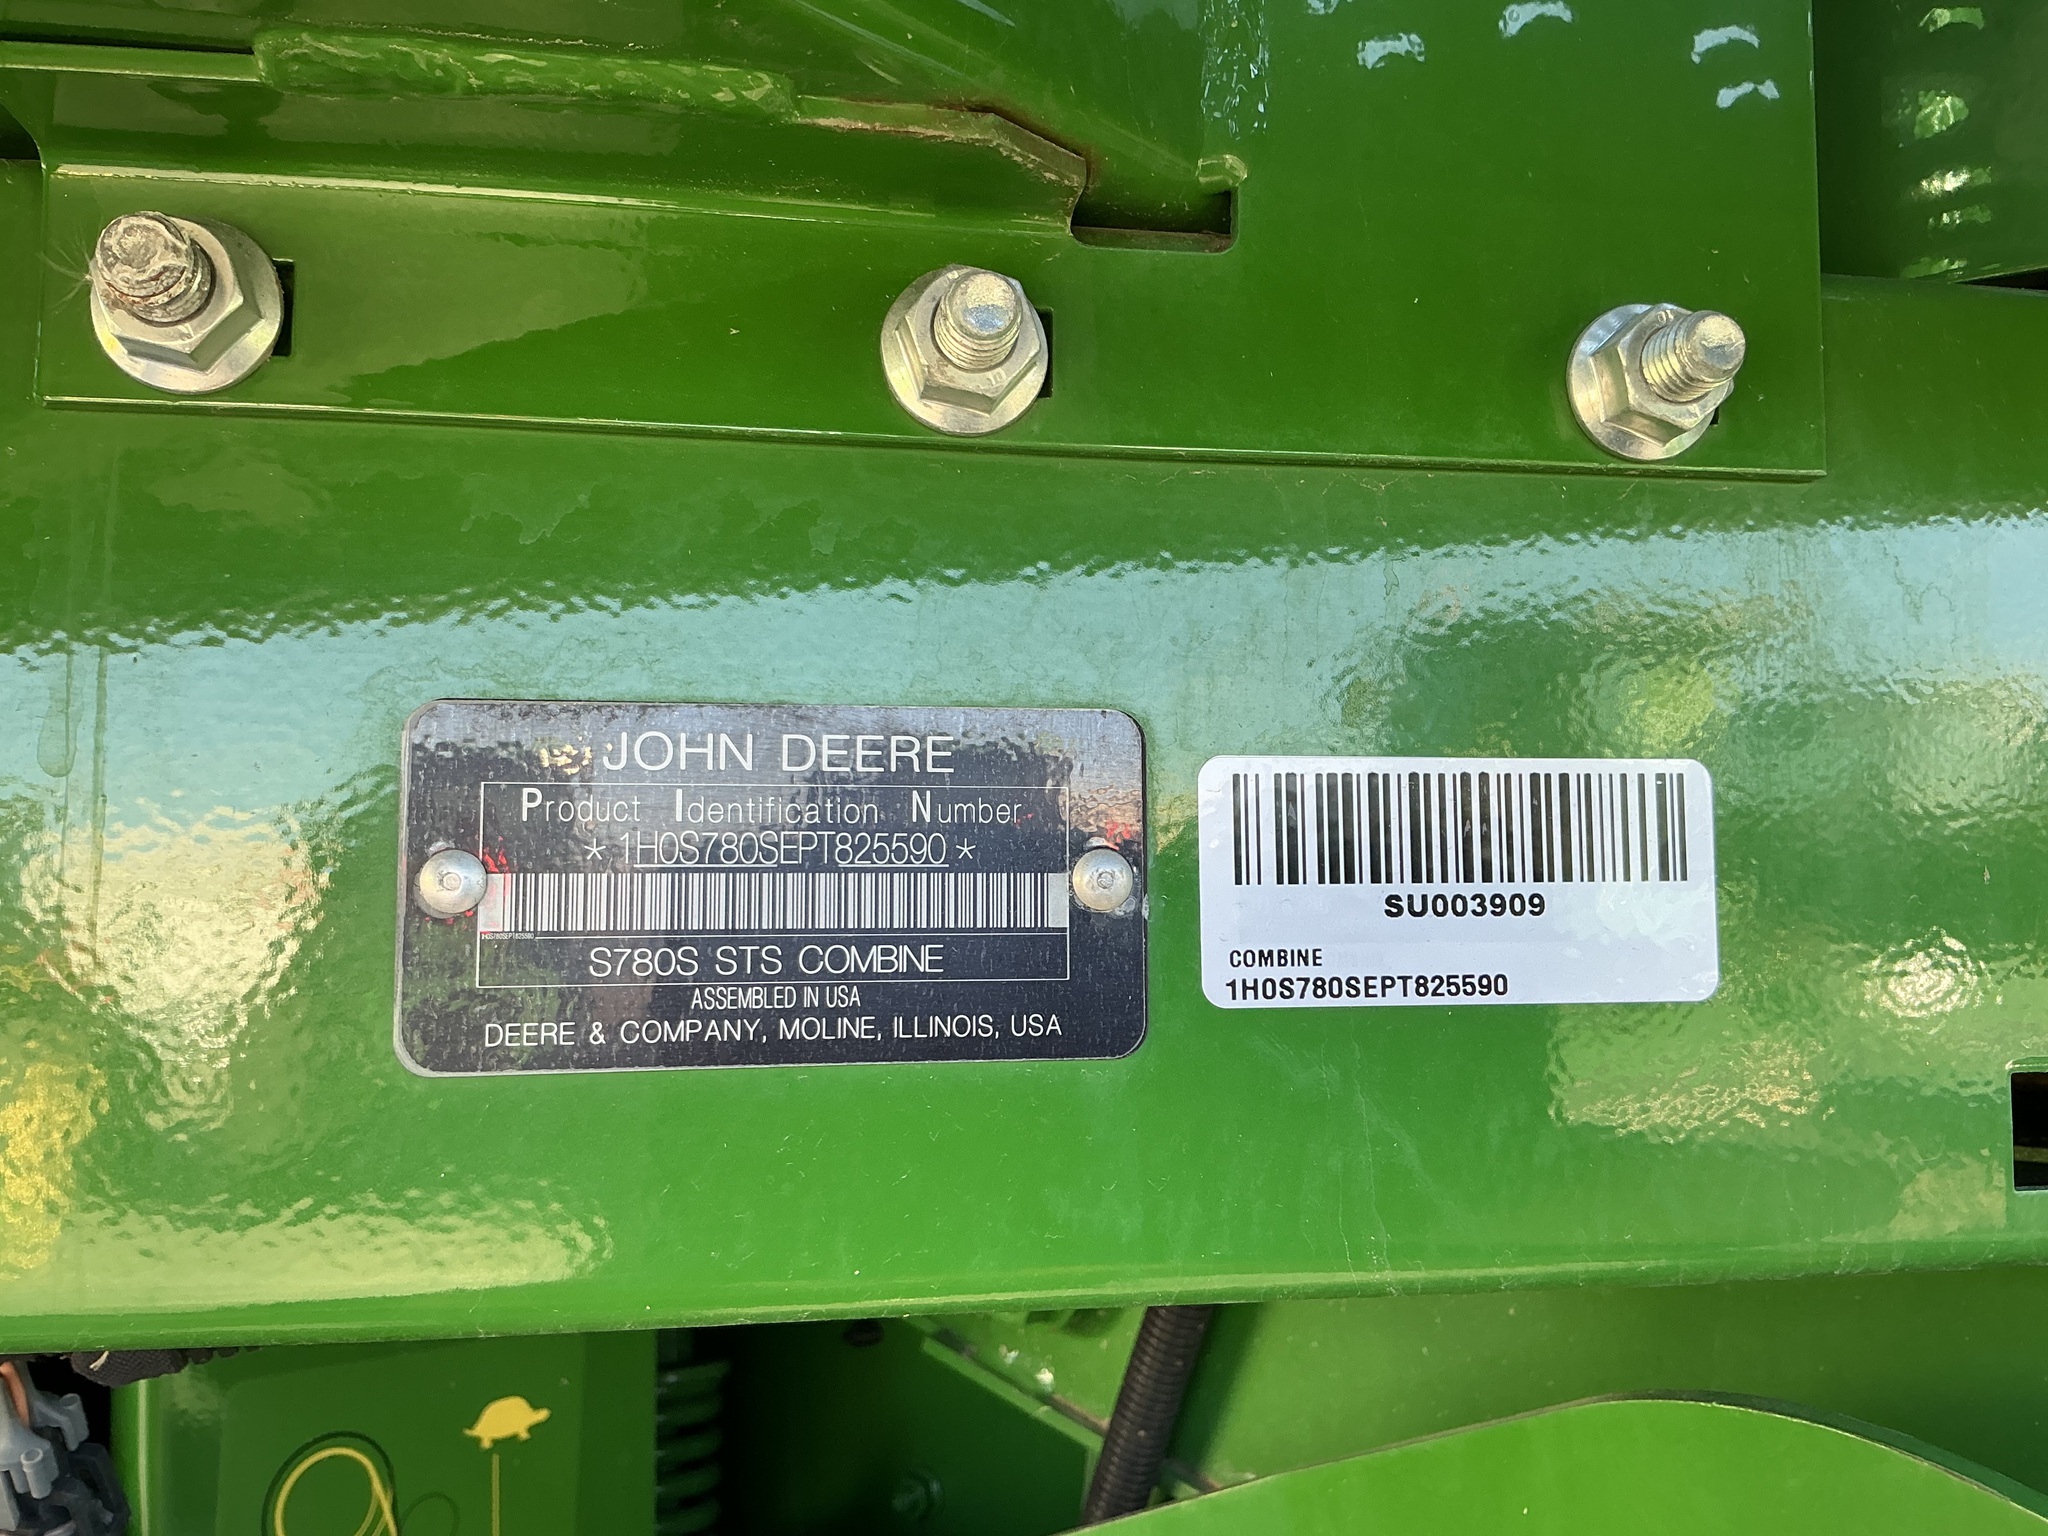 JOHN DEERE
Product Identification Number
* 1H0S780SEPT825590 *
1H0S780SEPT825590
S780S STS COMBINE
ASSEMBLED IN USA
DEERE & COMPANY, MOLINE, ILLINOIS, USA
SU003909
COMBINE
1H0S780SEPT825590